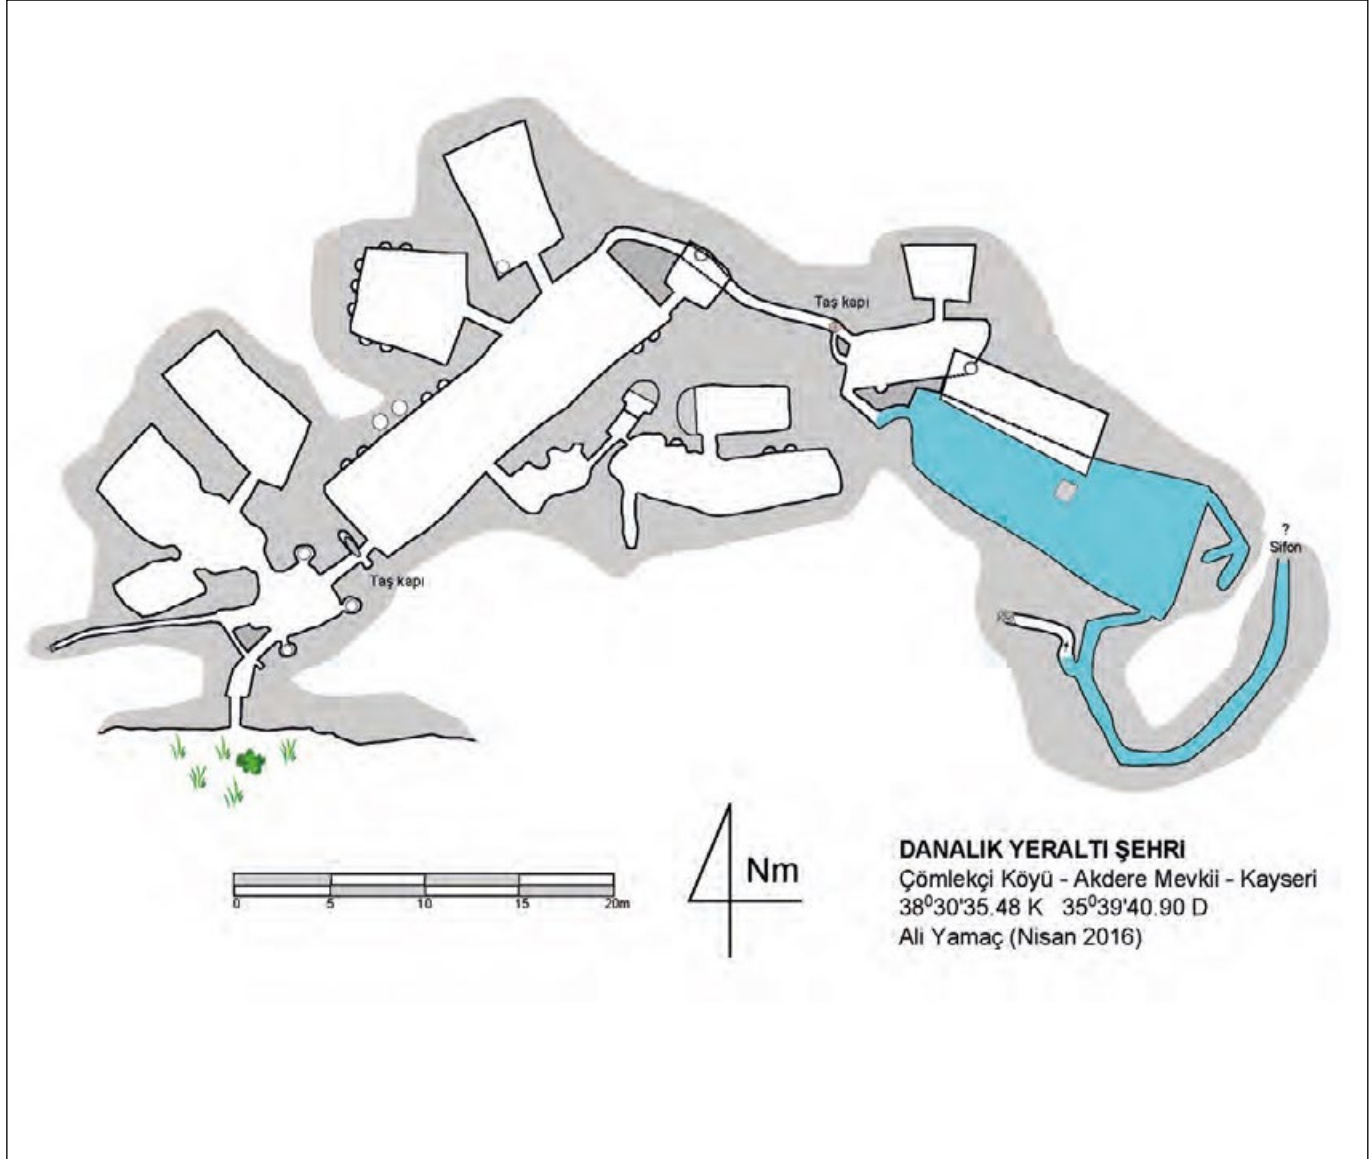 Taş kapı
?
Sifon
Taş kapı
0 5 10 15 20m
Nm
DANALIK YERALTI ŞEHRİ
Çömlekçi Köyü - Akdere Mevkii - Kayseri
38⁰30'35.48 K 35⁰39'40.90 D
Ali Yamaç (Nisan 2016)